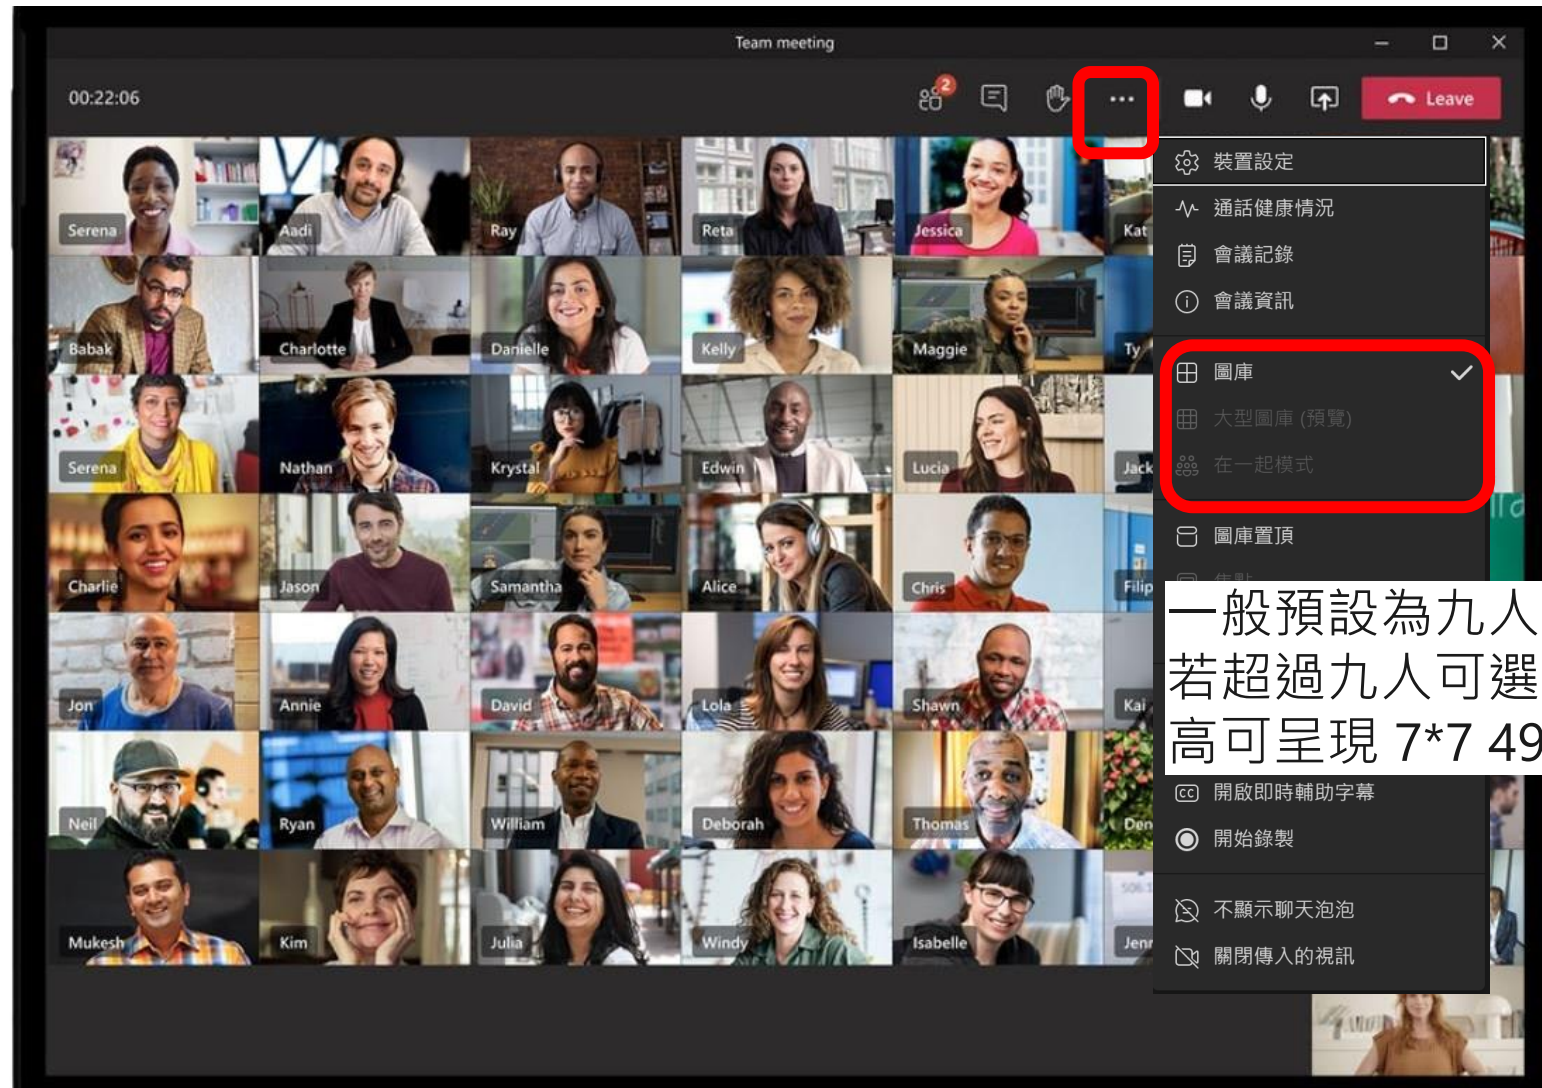 Team meeting
00:22:06
2
Leave
裝置設定
通話健康情況
會議記錄
會議資訊
圖庫
大型圖庫 (預覽)
在一起模式
圖庫置頂
焦點
一般預設為九人
若超過九人可選
高可呈現 7*7 49
開啟即時輔助字幕
開始錄製
不顯示聊天泡泡
關閉傳入的視訊
Serena
Aadi
Ray
Reta
Jessica
Kat
Babak
Charlotte
Danielle
Kelly
Maggie
Ty
Serena
Nathan
Krystal
Edwin
Lucia
Jack
Charlie
Jason
Samantha
Alice
Chris
Filip
Jon
Annie
David
Lola
Shawn
Kai
Neil
Ryan
William
Deborah
Thomas
Den
Mukesh
Kim
Julia
Windy
Isabelle
Jenn